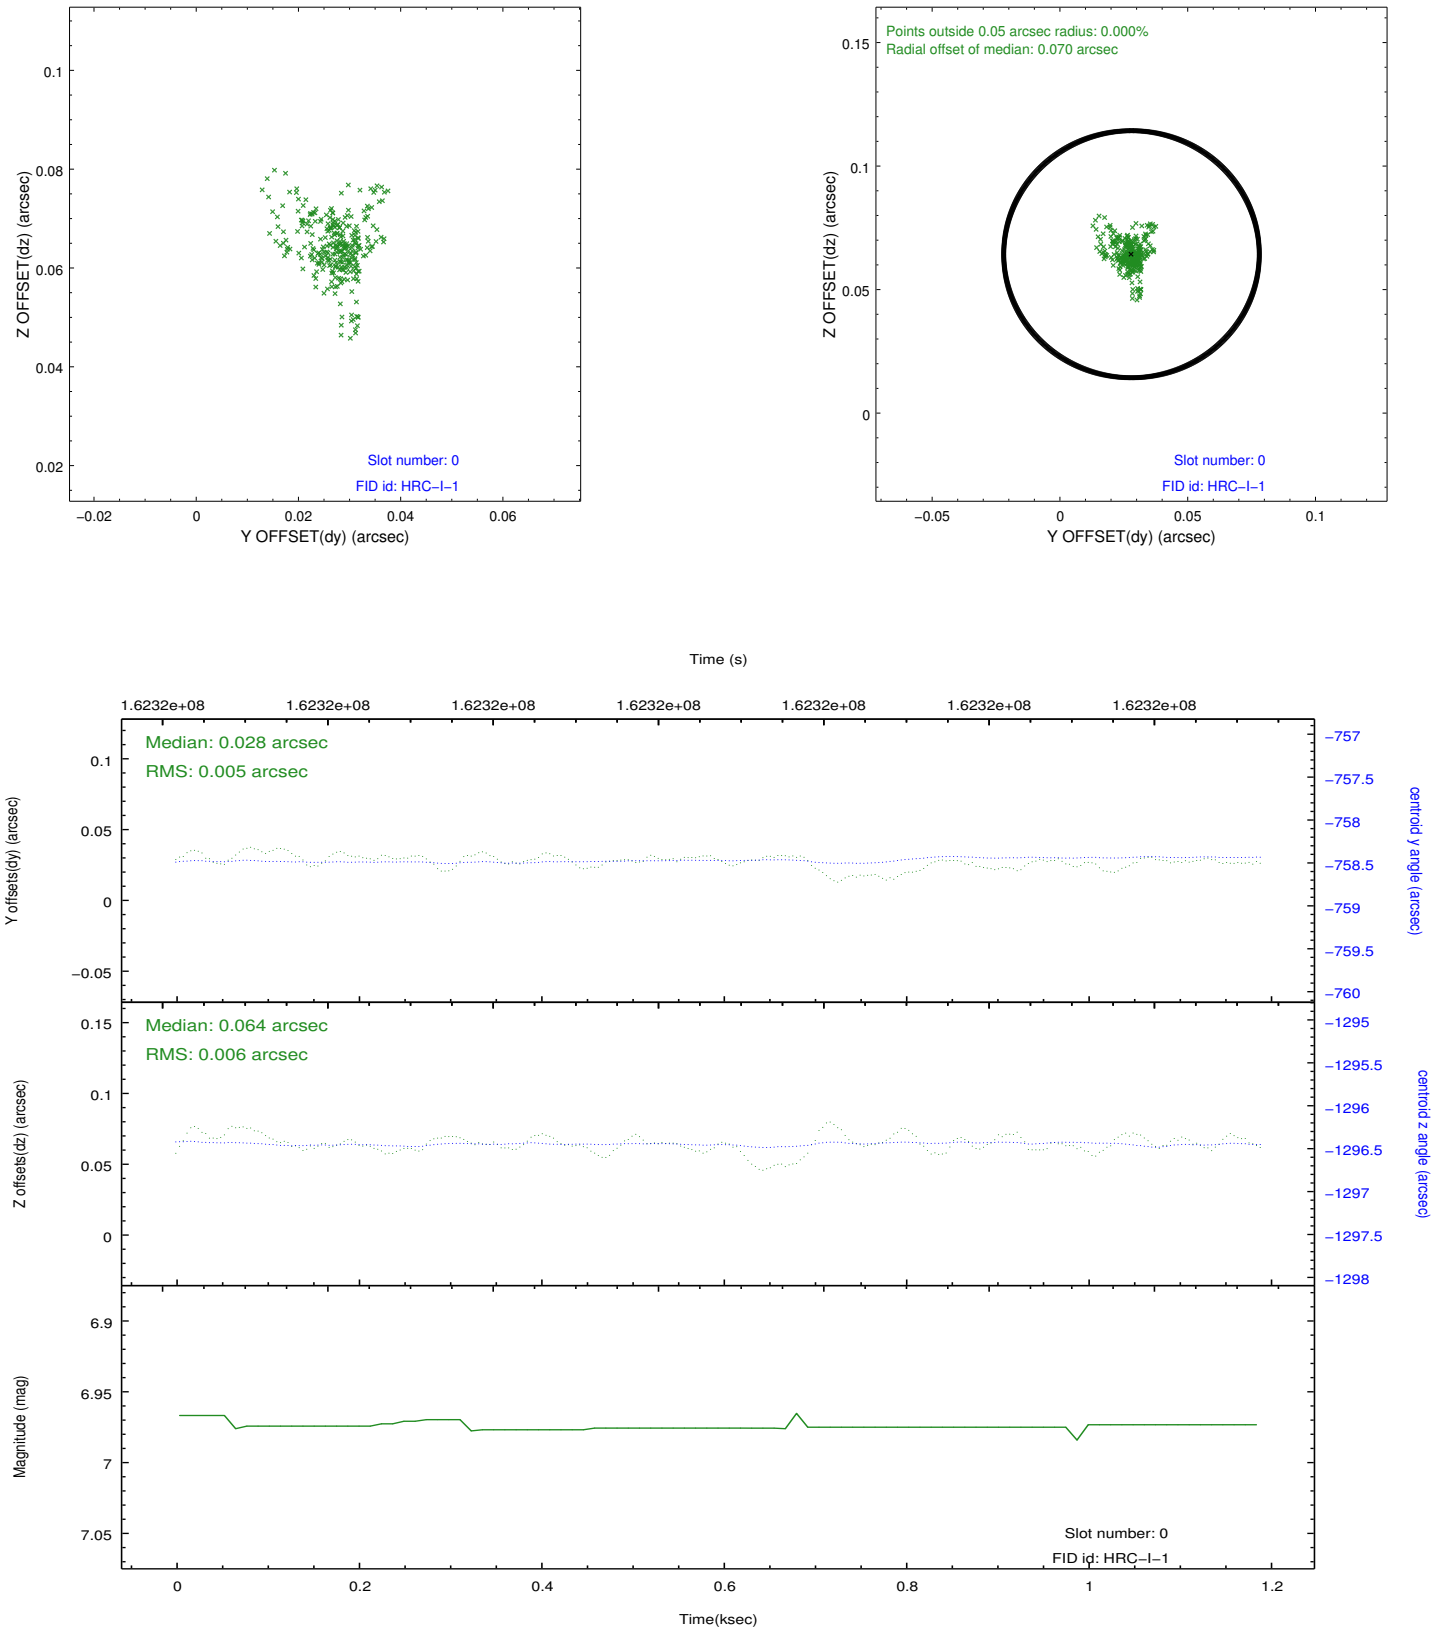 0.1
0.08
0.06
0.04
0.02
Z OFFSET(dz) (arcsec)
Slot number: 0
FID id: HRC−I−1
−0.02 0 0.02 0.04 0.06
Y OFFSET(dy) (arcsec)
Points outside 0.05 arcsec radius: 0.000%
Radial offset of median: 0.070 arcsec
0.15
0.1
0.05
0
Z OFFSET(dz) (arcsec)
Slot number: 0
FID id: HRC−I−1
−0.05 0 0.05 0.1
Y OFFSET(dy) (arcsec)
Time (s)
1.6232e+08 1.6232e+08 1.6232e+08 1.6232e+08 1.6232e+08 1.6232e+08 1.6232e+08
Median: 0.028 arcsec
RMS: 0.005 arcsec
0.1
0.05
0
−0.05
Y offsets(dy) (arcsec)
−757
−757.5
−758
−758.5
−759
−759.5
−760
centroid y angle (arcsec)
Median: 0.064 arcsec
RMS: 0.006 arcsec
0.15
0.1
0.05
0
Z offsets(dz) (arcsec)
−1295
−1295.5
−1296
−1296.5
−1297
−1297.5
−1298
centroid z angle (arcsec)
6.9
6.95
7
7.05
Magnitude (mag)
Slot number: 0
FID id: HRC−I−1
0 0.2 0.4 0.6 0.8 1 1.2
Time(ksec)